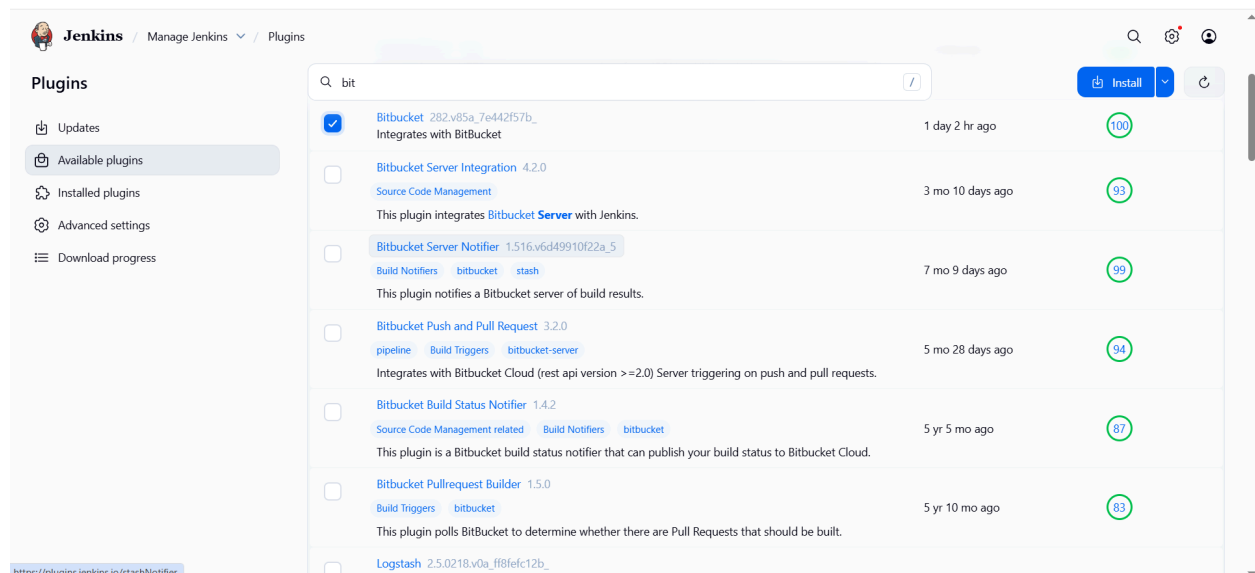 Jenkins / Manage Jenkins / Plugins
Plugins
bit
/
Install
Updates
Available plugins
Installed plugins
Advanced settings
Download progress
Bitbucket 282.v85a_7e442f57b_
Integrates with BitBucket
1 day 2 hr ago
100
Bitbucket Server Integration 4.2.0
Source Code Management
This plugin integrates Bitbucket Server with Jenkins.
3 mo 10 days ago
93
Bitbucket Server Notifier 1.516.v6d49910f22a_5
Build Notifiers bitbucket stash
This plugin notifies a Bitbucket server of build results.
7 mo 9 days ago
99
Bitbucket Push and Pull Request 3.2.0
pipeline Build Triggers bitbucket-server
Integrates with Bitbucket Cloud (rest api version >=2.0) Server triggering on push and pull requests.
5 mo 28 days ago
94
Bitbucket Build Status Notifier 1.4.2
Source Code Management related Build Notifiers bitbucket
This plugin is a Bitbucket build status notifier that can publish your build status to Bitbucket Cloud.
5 yr 5 mo ago
87
Bitbucket Pullrequest Builder 1.5.0
Build Triggers bitbucket
This plugin polls BitBucket to determine whether there are Pull Requests that should be built.
5 yr 10 mo ago
83
Logstash 2.5.0218.v0a_ff8fefc12b_
https://plugins.jenkins.io/stashNotifier